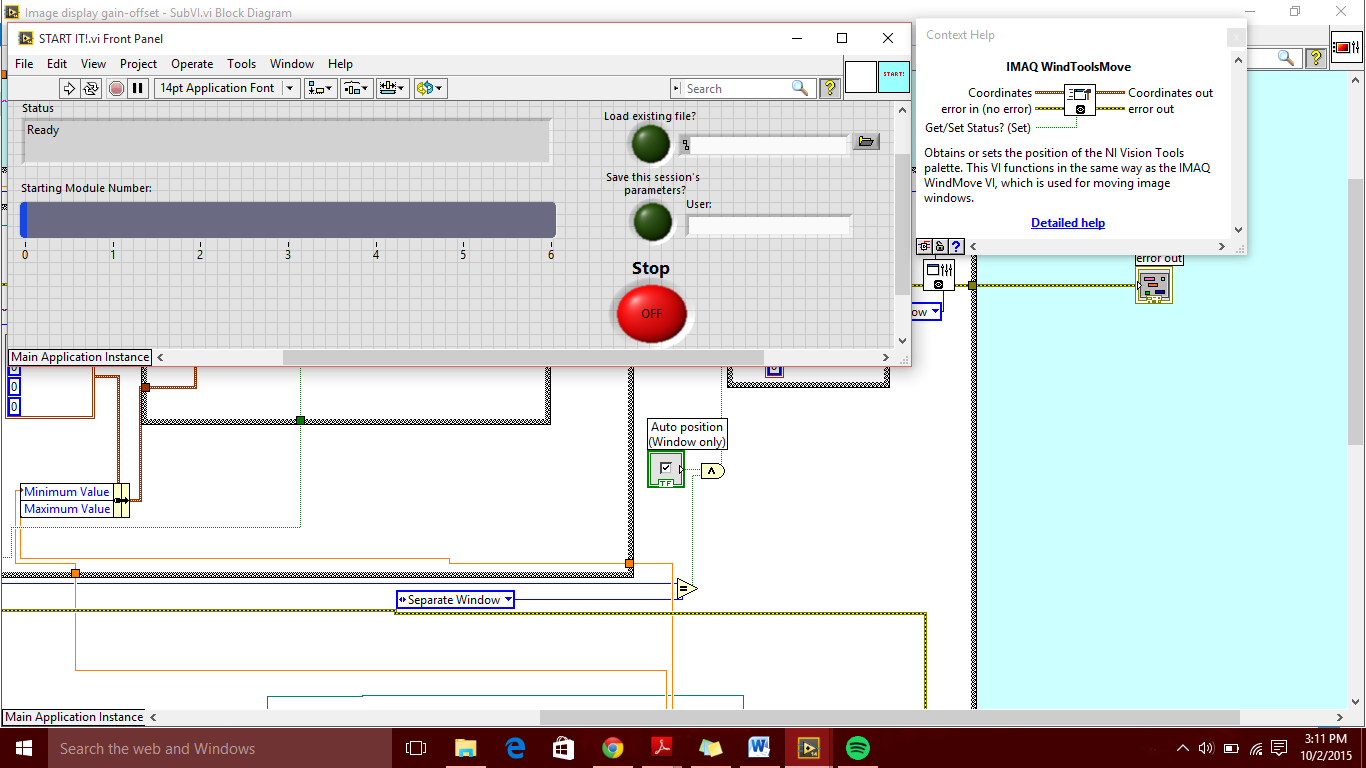 Image display gain-offset - SubVI.vi Block Diagram
START IT!.vi Front Panel
File Edit View Project Operate Tools Window Help
14pt Application Font
Search
START!
Status
Ready
Starting Module Number:
0 1 2 3 4 5 6
Load existing file?
Save this session's
parameters?
User:
Stop
OFF
Main Application Instance
Context Help
IMAQ WindToolsMove
Coordinates
Coordinates out
error in (no error)
error out
Get/Set Status? (Set)
Obtains or sets the position of the NI Vision Tools
palette. This VI functions in the same way as the IMAQ
WindMove VI, which is used for moving image
windows.
Detailed help
error out
ow
0
0
Auto position
(Window only)
TF
Minimum Value
Maximum Value
Separate Window
Main Application Instance
Search the web and Windows
3:11 PM
10/2/2015